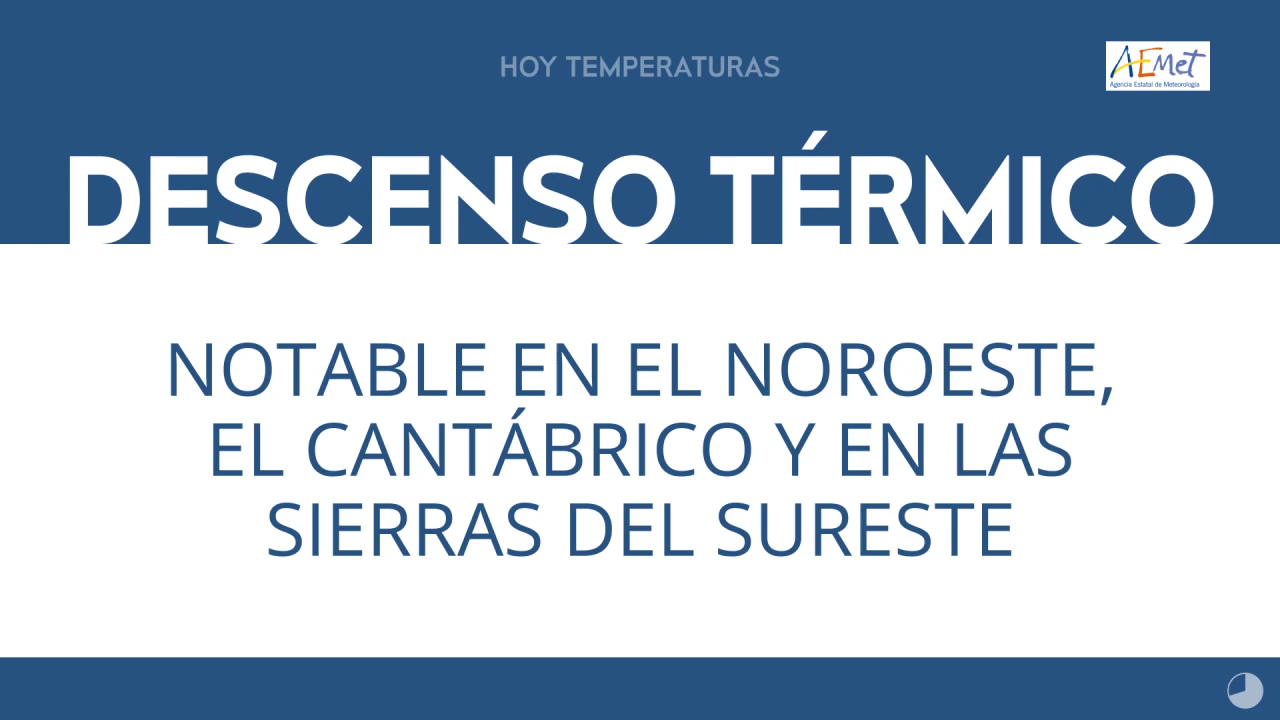 HOY TEMPERATURAS
AEMet
Agencia Estatal de Meteorología
DESCENSO TÉRMICO
NOTABLE EN EL NOROESTE,
EL CANTÁBRICO Y EN LAS
SIERRAS DEL SURESTE